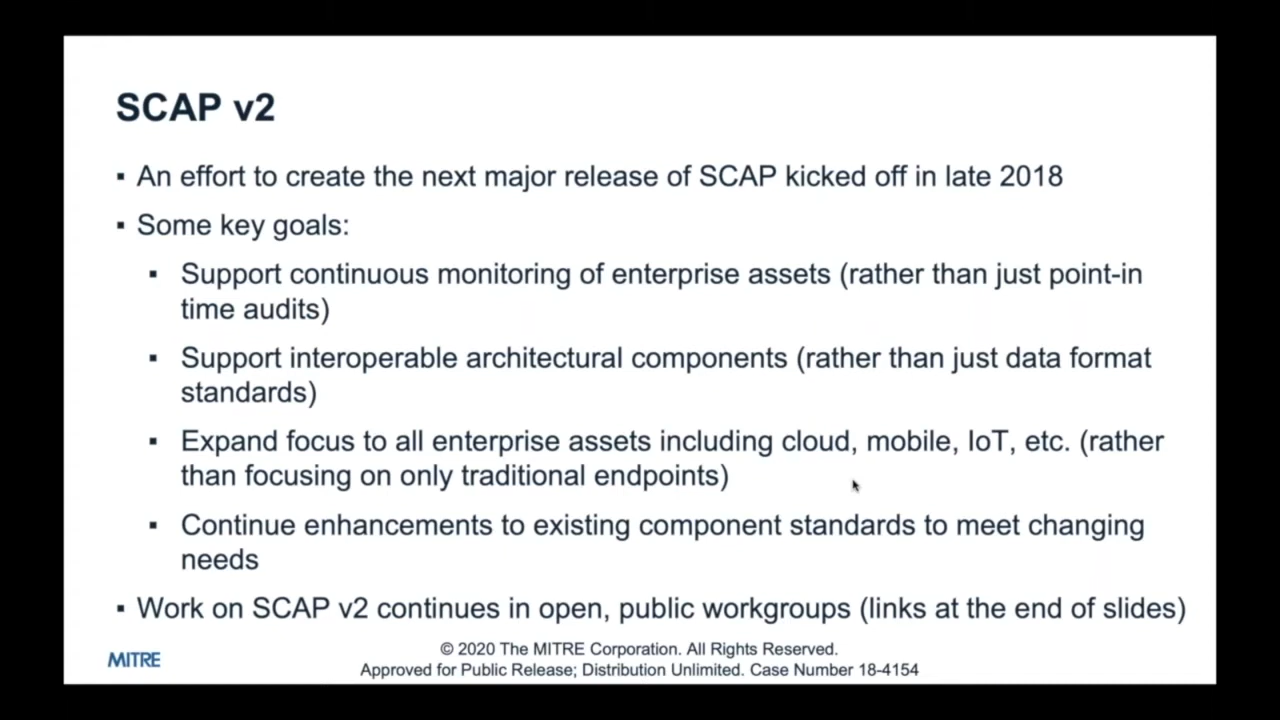 SCAP v2
▪ An effort to create the next major release of SCAP kicked off in late 2018
▪ Some key goals:
▪ Support continuous monitoring of enterprise assets (rather than just point-in
time audits)
▪ Support interoperable architectural components (rather than just data format
standards)
▪ Expand focus to all enterprise assets including cloud, mobile, IoT, etc. (rather
than focusing on only traditional endpoints)
▪ Continue enhancements to existing component standards to meet changing
needs
▪ Work on SCAP v2 continues in open, public workgroups (links at the end of slides)
© 2020 The MITRE Corporation. All Rights Reserved.
MITRE
Approved for Public Release; Distribution Unlimited. Case Number 18-4154